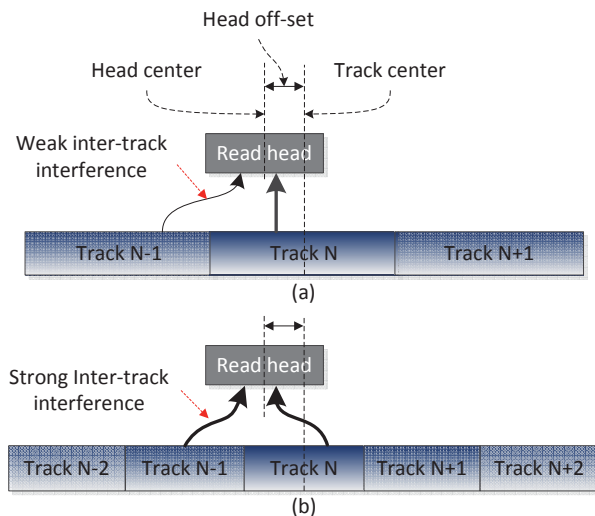 Head off-set
Head center
Track center
Weak inter-track
interference
Read head
Track N-1
Track N
Track N+1
(a)
Read head
Strong Inter-track
interference
Track N-2
Track N-1
Track N
Track N+1
Track N+2
(b)